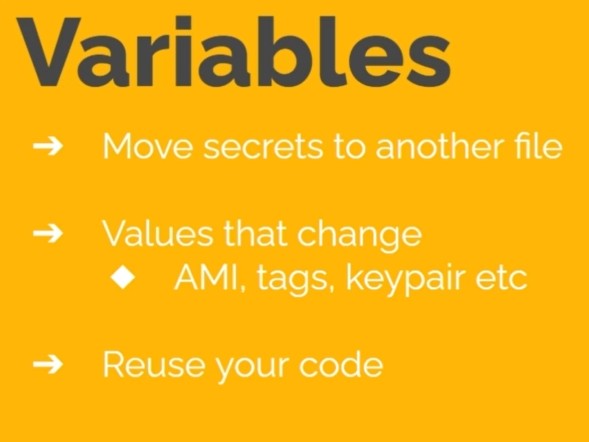 Variables
➔ Move secrets to another file
➔ Values that change
◆ AMI, tags, keypair etc
➔ Reuse your code